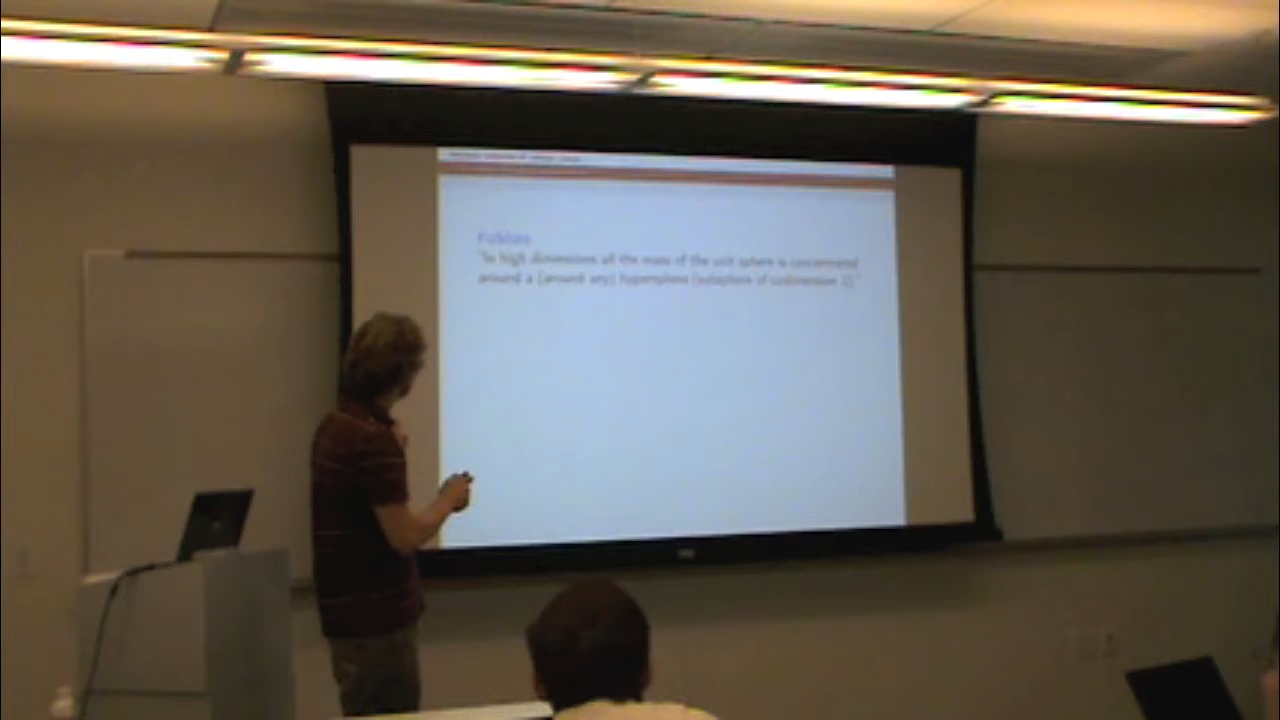 Folklore
"In high dimensions all the mass of the unit sphere is concentrated
around a (around any) hypersphere (subsphere of codimension 1)"